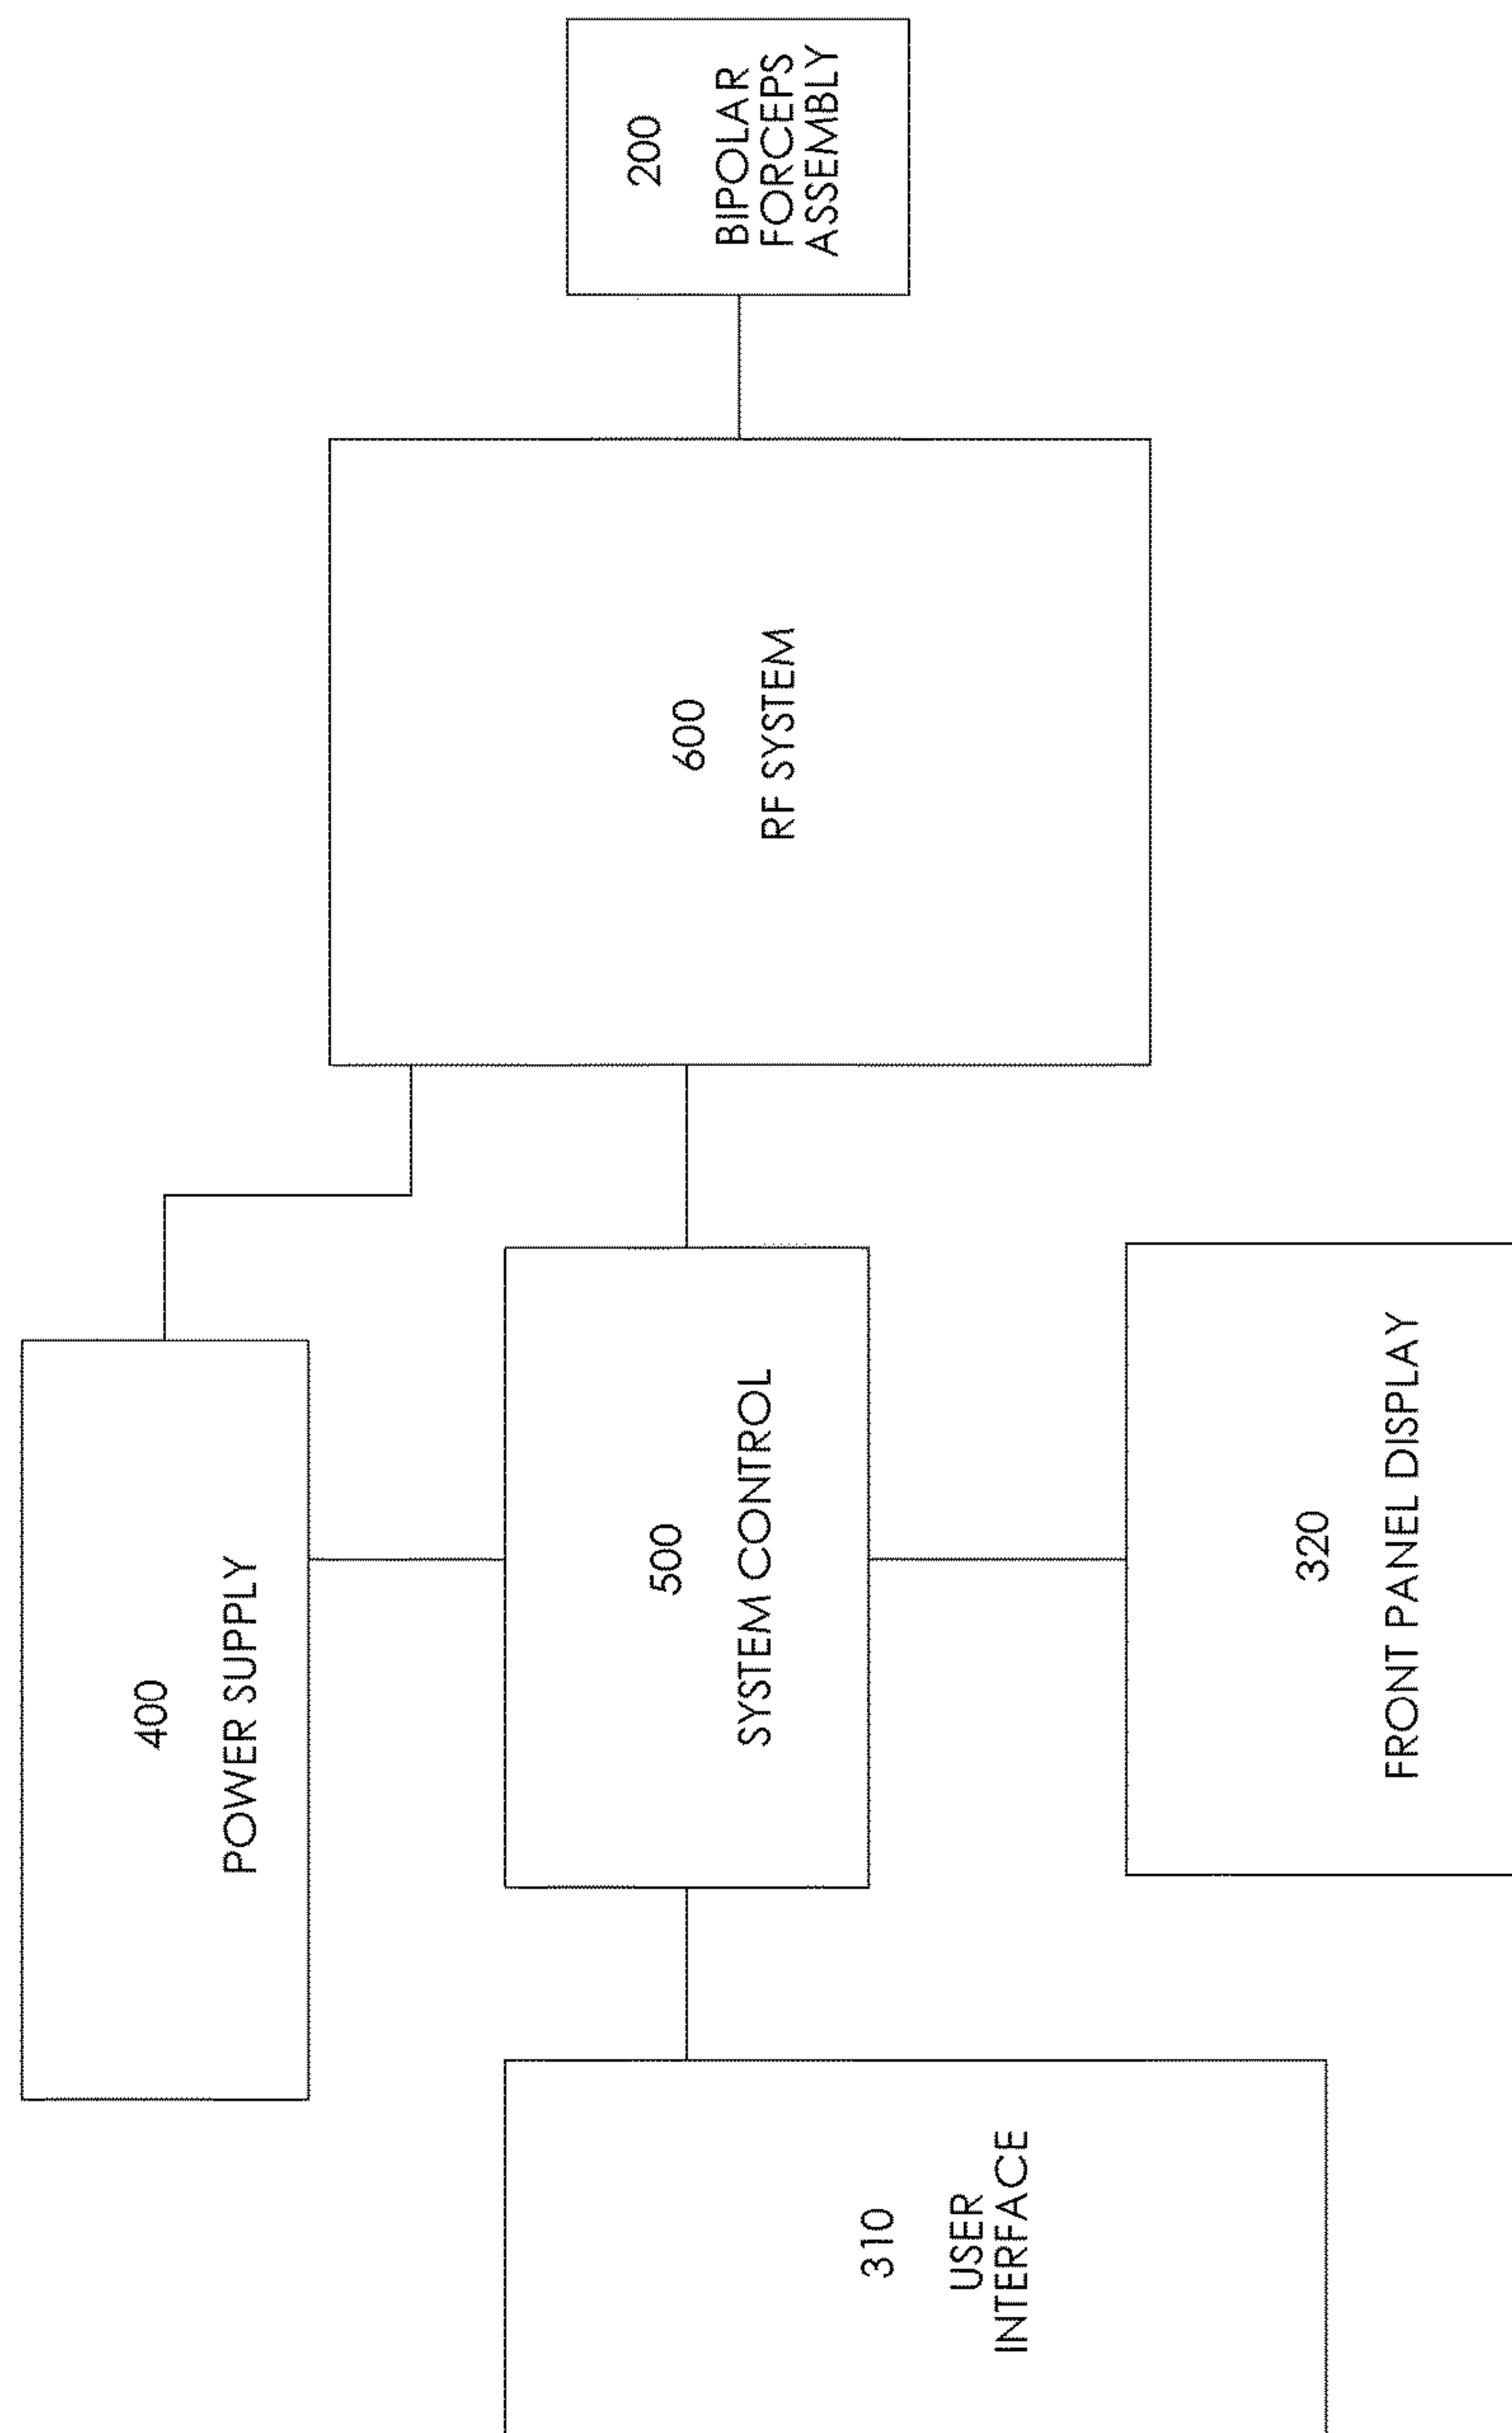 400
POWER SUPPLY
310
USER
INTERFACE
500
SYSTEM CONTROL
600
RF SYSTEM
200
BIPOLAR
FORCEPS
ASSEMBLY
320
FRONT PANEL DISPLAY